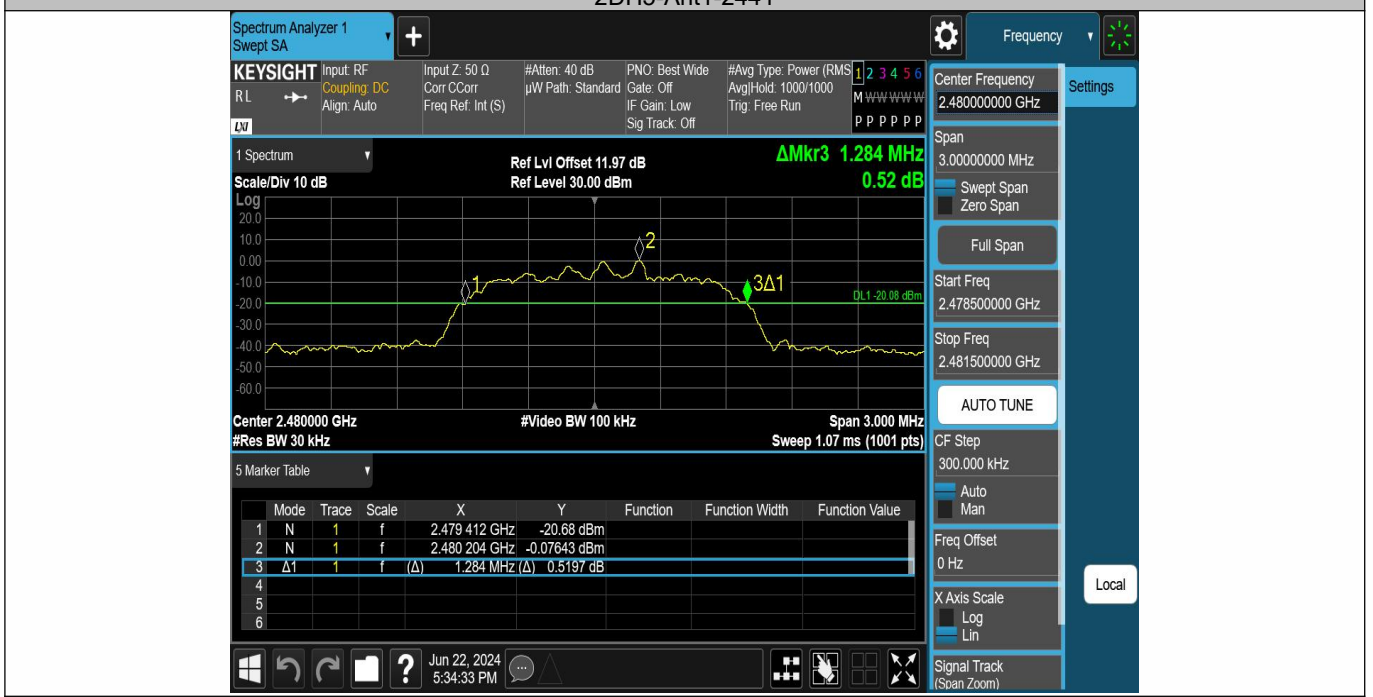 2DH5-Ant1-2441
Spectrum Analyzer 1
Swept SA
+
Frequency
KEYSIGHT
R L
LXI
Input: RF
Coupling: DC
Align: Auto
Input Z: 50 Ω
Corr CCorr
Freq Ref: Int (S)
#Atten: 40 dB
µW Path: Standard
PNO: Best Wide
Gate: Off
IF Gain: Low
Sig Track: Off
#Avg Type: Power (RMS
Avg|Hold: 1000/1000
Trig: Free Run
1 2 3 4 5 6
M W W W W W
P P P P P P
Center Frequency
2.480000000 GHz
Settings
Span
3.00000000 MHz
Swept Span
Zero Span
Full Span
Start Freq
2.478500000 GHz
Stop Freq
2.481500000 GHz
AUTO TUNE
CF Step
300.000 kHz
Auto
Man
Freq Offset
0 Hz
X Axis Scale
Log
Lin
Signal Track
(Span Zoom)
Local
1 Spectrum
Scale/Div 10 dB
Ref Lvl Offset 11.97 dB
Ref Level 30.00 dBm
ΔMkr3 1.284 MHz
0.52 dB
Log
20.0
10.0
0.00
-10.0
-20.0
-30.0
-40.0
-50.0
-60.0
1
2
3Δ1
DL1 -20.08 dBm
Center 2.480000 GHz
#Video BW 100 kHz
Span 3.000 MHz
#Res BW 30 kHz
Sweep 1.07 ms (1001 pts)
5 Marker Table
Mode Trace Scale X Y Function Function Width Function Value
1 N 1 f 2.479 412 GHz -20.68 dBm
2 N 1 f 2.480 204 GHz -0.07643 dBm
3 Δ1 1 f (Δ) 1.284 MHz (Δ) 0.5197 dB
4
5
6
?
Jun 22, 2024
5:34:33 PM